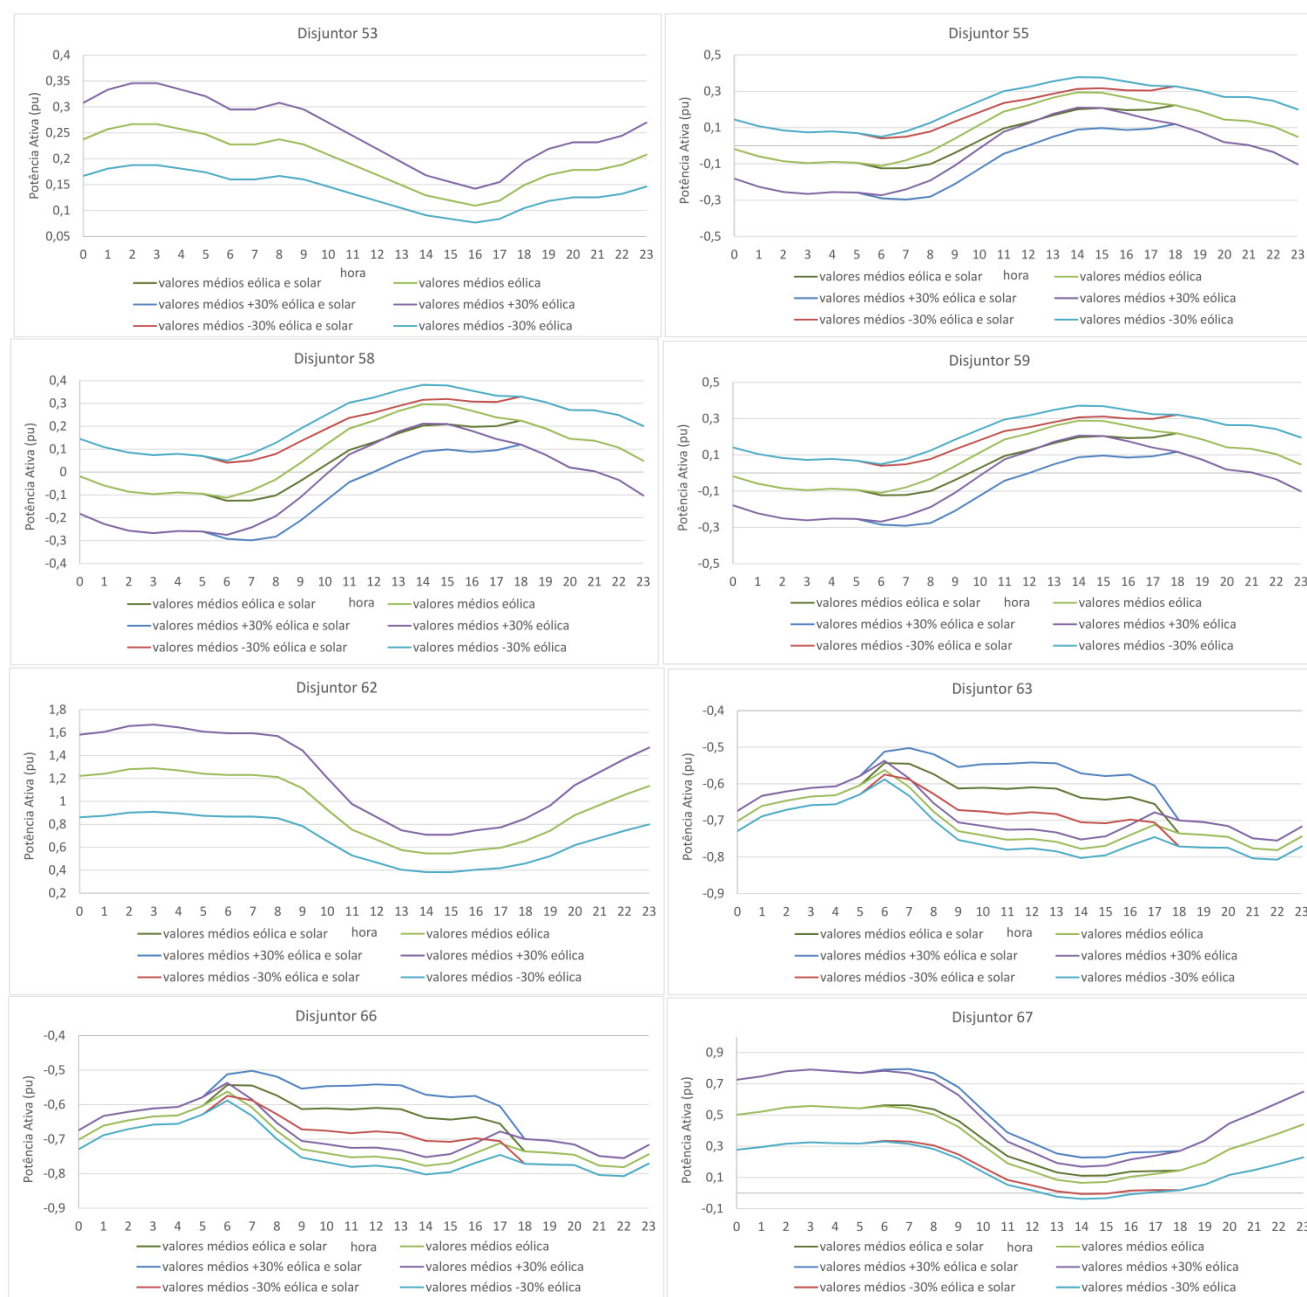 Disjuntor 53
Potência Ativa (pu)
0,4
0,35
0,3
0,25
0,2
0,15
0,1
0,05
0 1 2 3 4 5 6 7 8 9 10 11 12 13 14 15 16 17 18 19 20 21 22 23
hora
valores médios eólica e solar valores médios eólica
valores médios +30% eólica e solar valores médios +30% eólica
valores médios -30% eólica e solar valores médios -30% eólica
Disjuntor 55
Potência Ativa (pu)
0,5
0,3
0,1
-0,1
-0,3
-0,5
0 1 2 3 4 5 6 7 8 9 10 11 12 13 14 15 16 17 18 19 20 21 22 23
hora
valores médios eólica e solar valores médios eólica
valores médios +30% eólica e solar valores médios +30% eólica
valores médios -30% eólica e solar valores médios -30% eólica
Disjuntor 58
Potência Ativa (pu)
0,4
0,3
0,2
0,1
0
-0,1
-0,2
-0,3
-0,4
0 1 2 3 4 5 6 7 8 9 10 11 12 13 14 15 16 17 18 19 20 21 22 23
valores médios eólica e solar hora valores médios eólica
valores médios +30% eólica e solar valores médios +30% eólica
valores médios -30% eólica e solar valores médios -30% eólica
Disjuntor 59
Potência Ativa (pu)
0,5
0,3
0,1
-0,1
-0,3
-0,5
0 1 2 3 4 5 6 7 8 9 10 11 12 13 14 15 16 17 18 19 20 21 22 23
valores médios eólica e solar hora valores médios eólica
valores médios +30% eólica e solar valores médios +30% eólica
valores médios -30% eólica e solar valores médios -30% eólica
Disjuntor 62
Potência Ativa (pu)
1,8
1,6
1,4
1,2
1
0,8
0,6
0,4
0,2
0 1 2 3 4 5 6 7 8 9 10 11 12 13 14 15 16 17 18 19 20 21 22 23
valores médios eólica e solar hora valores médios eólica
valores médios +30% eólica e solar valores médios +30% eólica
valores médios -30% eólica e solar valores médios -30% eólica
Disjuntor 63
Potência Ativa (pu)
-0,4
-0,5
-0,6
-0,7
-0,8
-0,9
0 1 2 3 4 5 6 7 8 9 10 11 12 13 14 15 16 17 18 19 20 21 22 23
valores médios eólica e solar hora valores médios eólica
valores médios +30% eólica e solar valores médios +30% eólica
valores médios -30% eólica e solar valores médios -30% eólica
Disjuntor 66
Potência Ativa (pu)
-0,4
-0,5
-0,6
-0,7
-0,8
-0,9
0 1 2 3 4 5 6 7 8 9 10 11 12 13 14 15 16 17 18 19 20 21 22 23
valores médios eólica e solar hora valores médios eólica
valores médios +30% eólica e solar valores médios +30% eólica
valores médios -30% eólica e solar valores médios -30% eólica
Disjuntor 67
Potência Ativa (pu)
0,9
0,7
0,5
0,3
0,1
-0,1
0 1 2 3 4 5 6 7 8 9 10 11 12 13 14 15 16 17 18 19 20 21 22 23
valores médios eólica e solar hora valores médios eólica
valores médios +30% eólica e solar valores médios +30% eólica
valores médios -30% eólica e solar valores médios -30% eólica